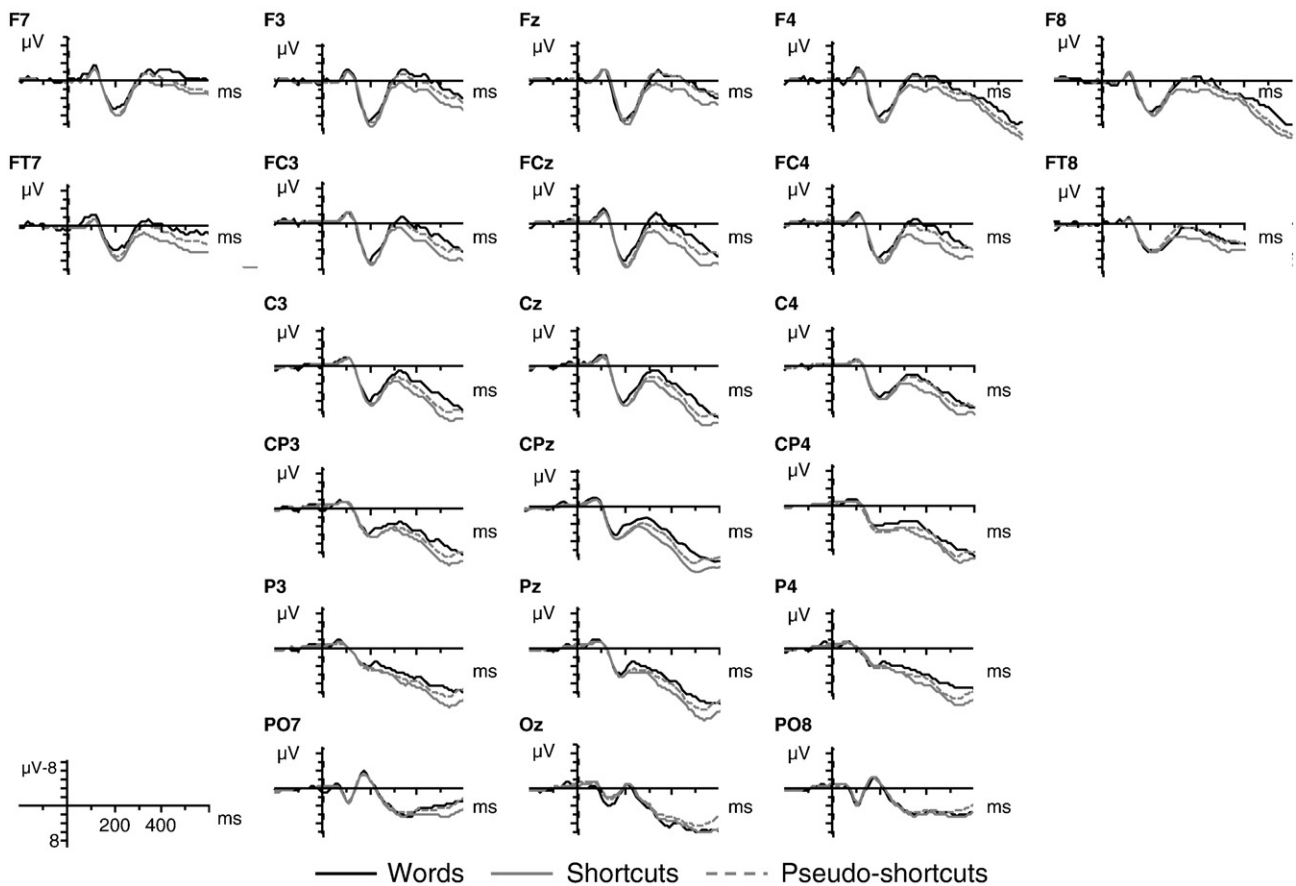 F7 F3 Fz F4 F8
µV µV µV µV µV
ms ms ms ms ms
FT7 FC3 FCz FC4 FT8
µV µV µV µV µV
ms ms ms ms ms
C3 Cz C4
µV µV µV
ms ms ms
CP3 CPz CP4
µV µV µV
ms ms ms
P3 Pz P4
µV µV µV
ms ms ms
PO7 Oz PO8
µV µV µV
ms ms ms
µV-8
200 400 ms
8
Words Shortcuts Pseudo-shortcuts